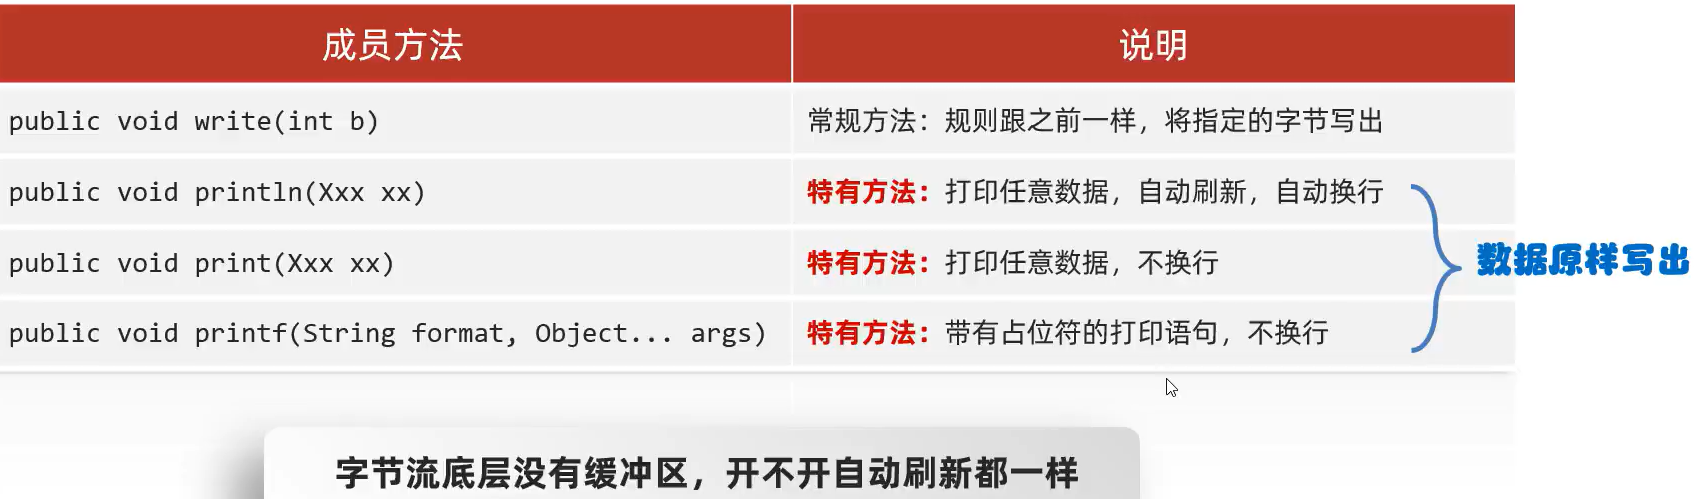 成员方法 说明
public void write(int b) 常规方法：规则跟之前一样，将指定的字节写出
public void println(Xxx xx) 特有方法：打印任意数据，自动刷新，自动换行
public void print(Xxx xx) 特有方法：打印任意数据，不换行
数据原样写出
public void printf(String format, Object... args) 特有方法：带有占位符的打印语句，不换行
字节流底层没有缓冲区，开不开自动刷新都一样